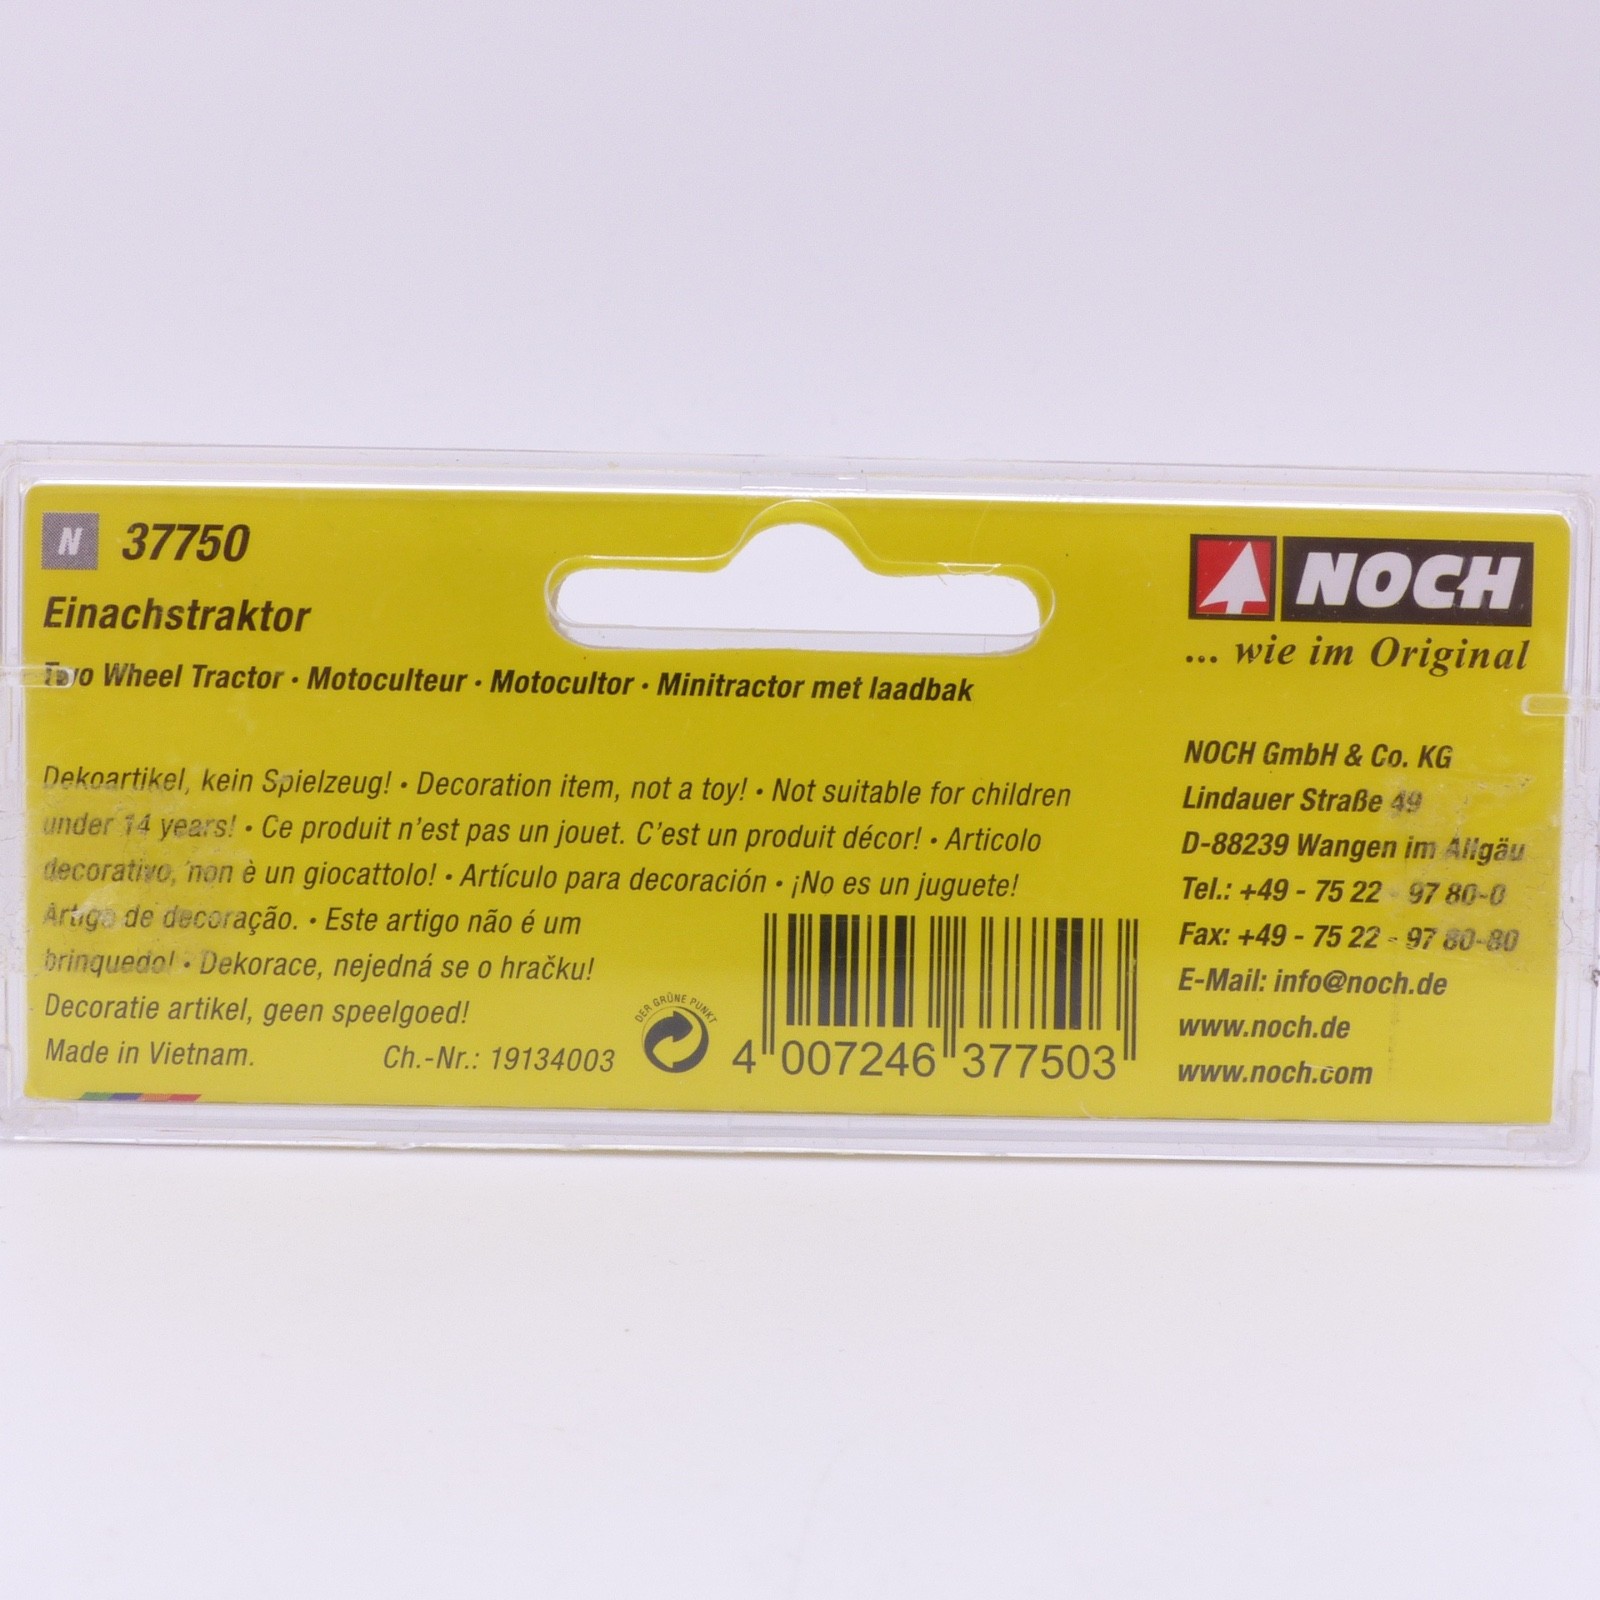 N 37750
Einachstraktor
Two Wheel Tractor · Motoculteur · Motocultor · Minitractor met laadbak
Dekoartikel, kein Spielzeug! · Decoration item, not a toy! · Not suitable for children
under 14 years! · Ce produit n'est pas un jouet. C'est un produit décor! · Articolo
decorativo, non è un giocattolo! · Artículo para decoración · ¡No es un juguete!
Artigo de decoração. · Este artigo não é um
brinquedo! · Dekorace, nejedná se o hračku!
Decoratie artikel, geen speelgoed!
Made in Vietnam. Ch.-Nr.: 19134003
DER GRÜNE PUNKT
4 007246 377503
NOCH
... wie im Original
NOCH GmbH & Co. KG
Lindauer Straße 49
D-88239 Wangen im Allgäu
Tel.: +49 - 75 22 - 97 80-0
Fax: +49 - 75 22 - 97 80-80
E-Mail: info@noch.de
www.noch.de
www.noch.com